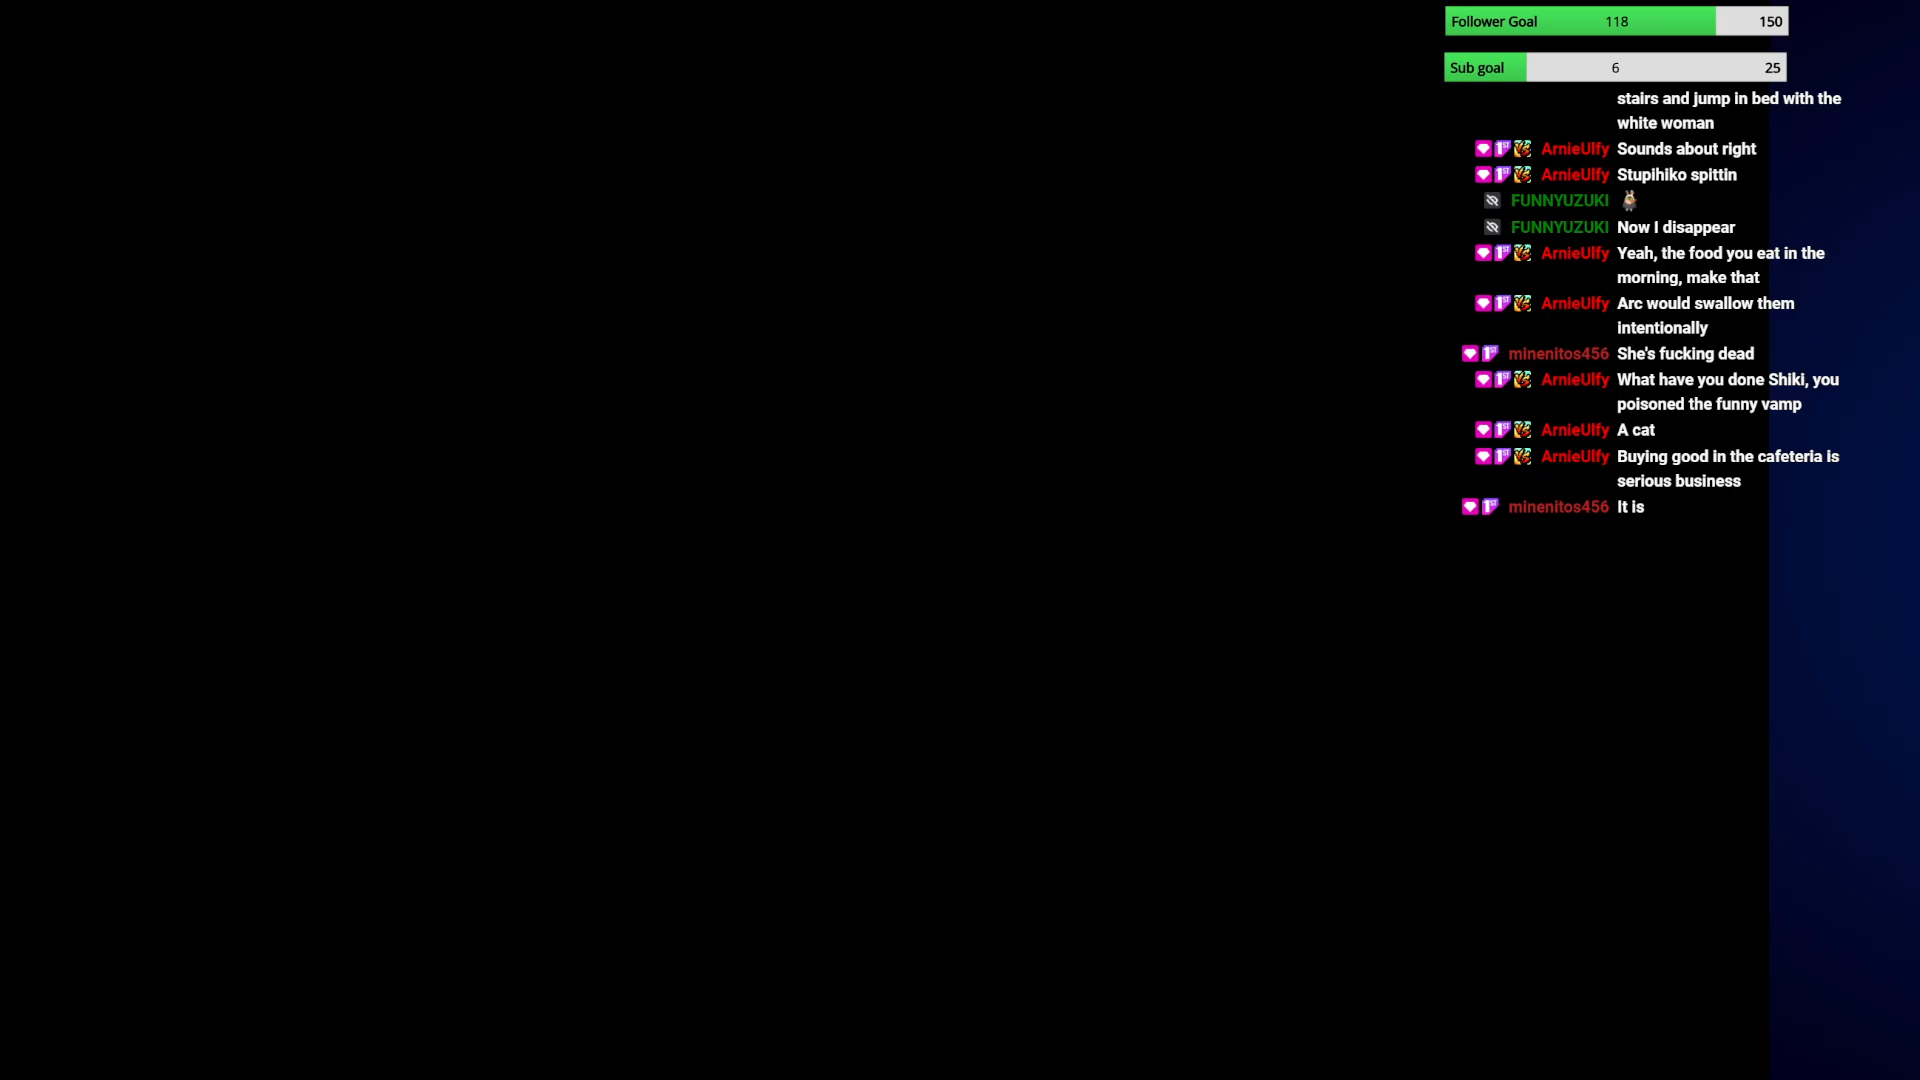 Follower Goal 118 150
Sub goal 6 25
stairs and jump in bed with the
white woman
ArnieUlfy Sounds about right
ArnieUlfy Stupihiko spittin
FUNNYUZUKI
FUNNYUZUKI Now I disappear
ArnieUlfy Yeah, the food you eat in the
morning, make that
ArnieUlfy Arc would swallow them
intentionally
minenitos456 She's fucking dead
ArnieUlfy What have you done Shiki, you
poisoned the funny vamp
ArnieUlfy A cat
ArnieUlfy Buying good in the cafeteria is
serious business
minenitos456 It is